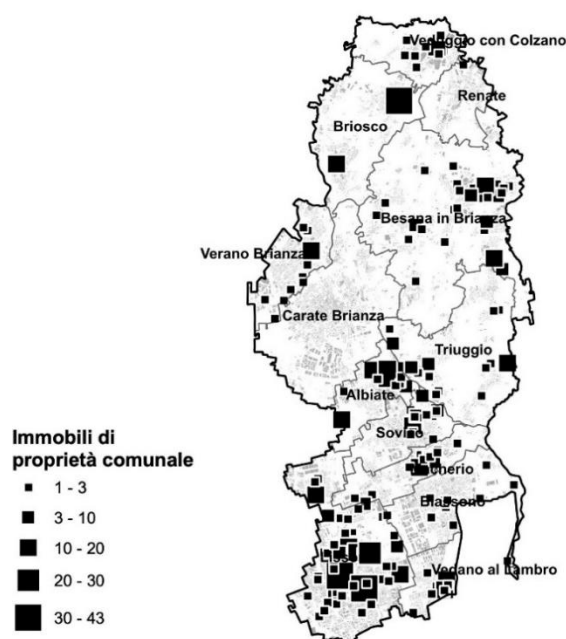 Veduggio con Colzano
Renate
Briosco
Besana in Brianza
Verano Brianza
Carate Brianza
Triuggio
Albiate
Sovico
Biassono
Vedano al Lambro
Immobili di
proprietà comunale
1 - 3
3 - 10
10 - 20
20 - 30
30 - 43